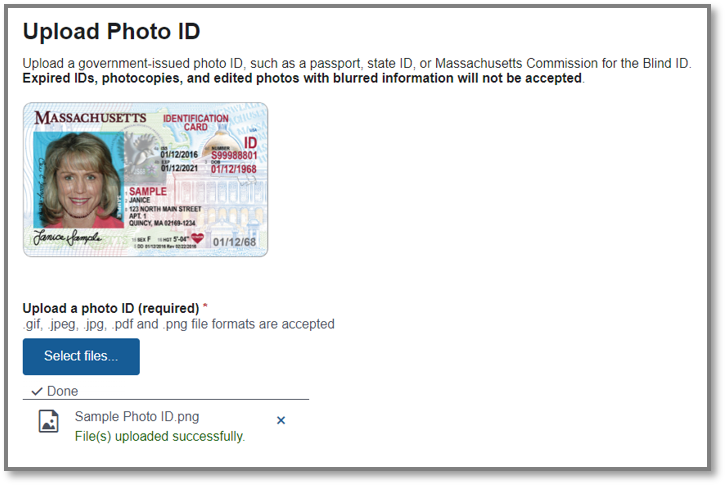 Upload Photo ID
Upload a government-issued photo ID, such as a passport, state ID, or Massachusetts Commission for the Blind ID.
Expired IDs, photocopies, and edited photos with blurred information will not be accepted.
MASSACHUSETTS
IDENTIFICATION
CARD
ID
ISS
01/12/2016
NUMBER
S99988801
EXP
01/12/2021
DOB
01/12/1968
SAMPLE
JANICE
123 NORTH MAIN STREET
APT. 1
QUINCY, MA 02169-1234
SEX F HGT 5'-04"
01/12/68
Janice Sample
Upload a photo ID (required) *
.gif, .jpeg, .jpg, .pdf and .png file formats are accepted
Select files...
Done
Sample Photo ID.png
File(s) uploaded successfully.